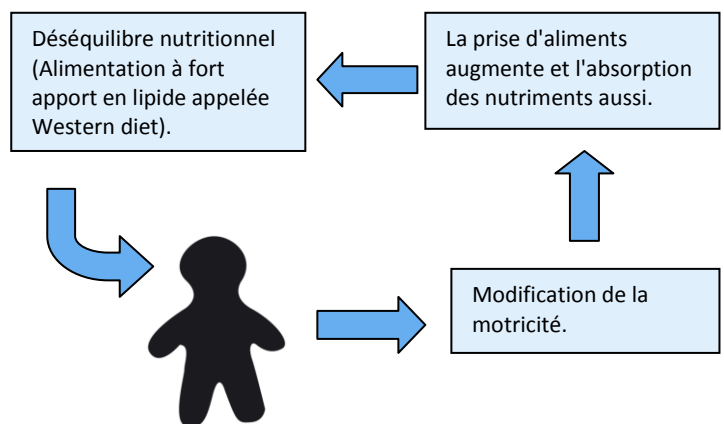 Déséquilibre nutritionnel
(Alimentation à fort
apport en lipide appelée
Western diet).
La prise d'aliments
augmente et l'absorption
des nutriments aussi.
Modification de la
motricité.